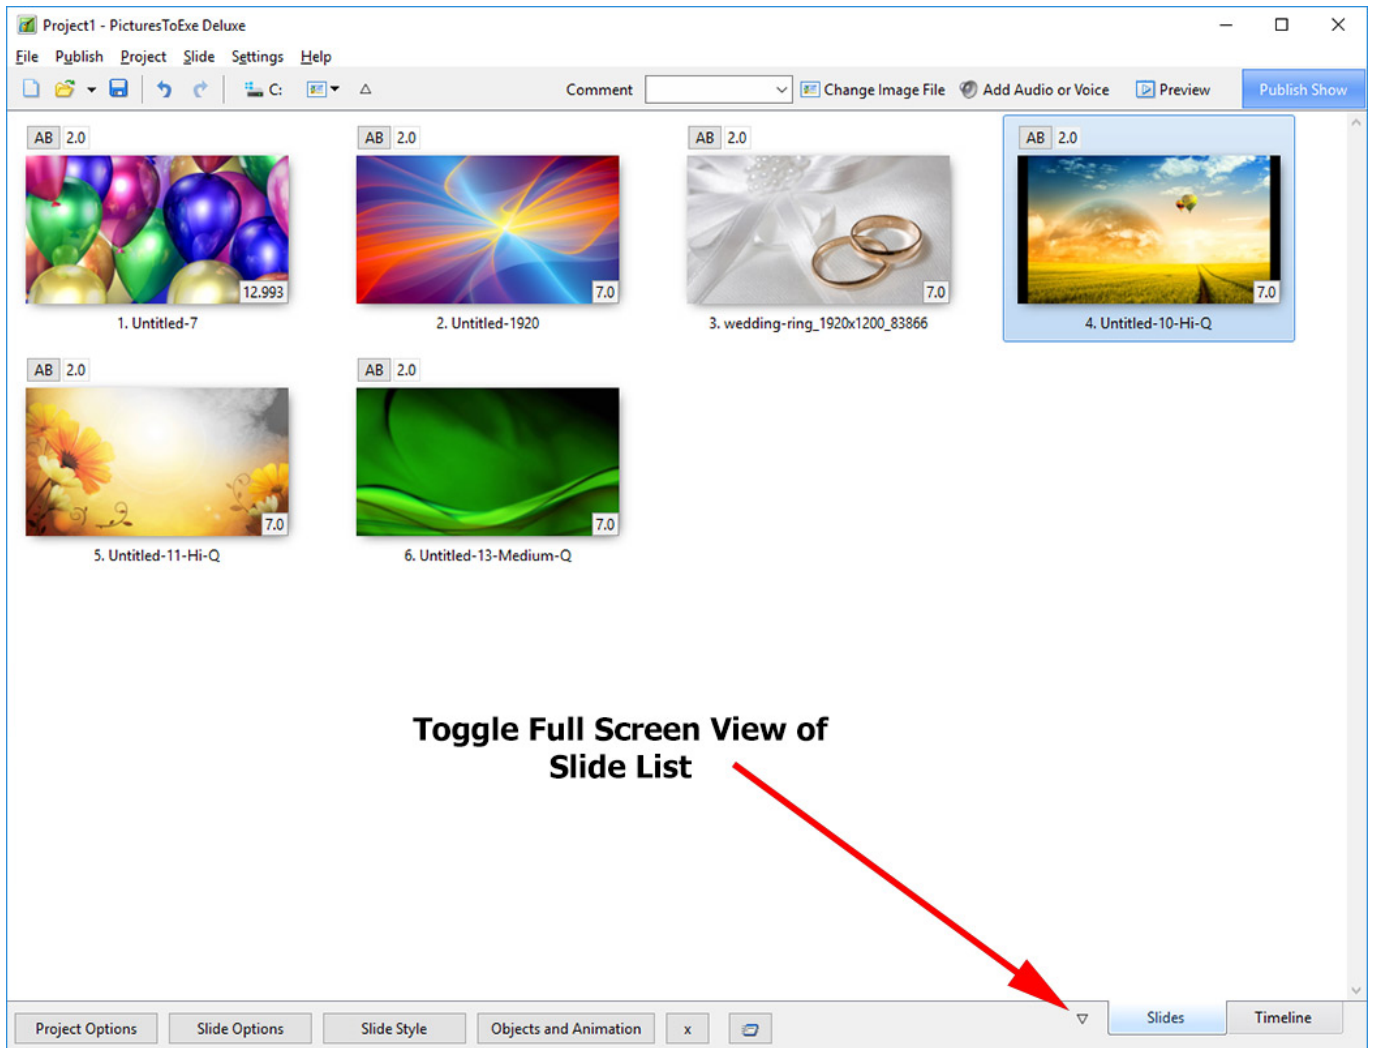 Project1 - PicturesToExe Deluxe
File Publish Project Slide Settings Help
C: Comment Change Image File Add Audio or Voice Preview Publish Show
AB 2.0 AB 2.0 AB 2.0 AB 2.0
12.993 7.0 7.0 7.0
1. Untitled-7 2. Untitled-1920 3. wedding-ring_1920x1200_83866 4. Untitled-10-Hi-Q
AB 2.0 AB 2.0
7.0 7.0
5. Untitled-11-Hi-Q 6. Untitled-13-Medium-Q
Toggle Full Screen View of
Slide List
Project Options Slide Options Slide Style Objects and Animation x Slides Timeline